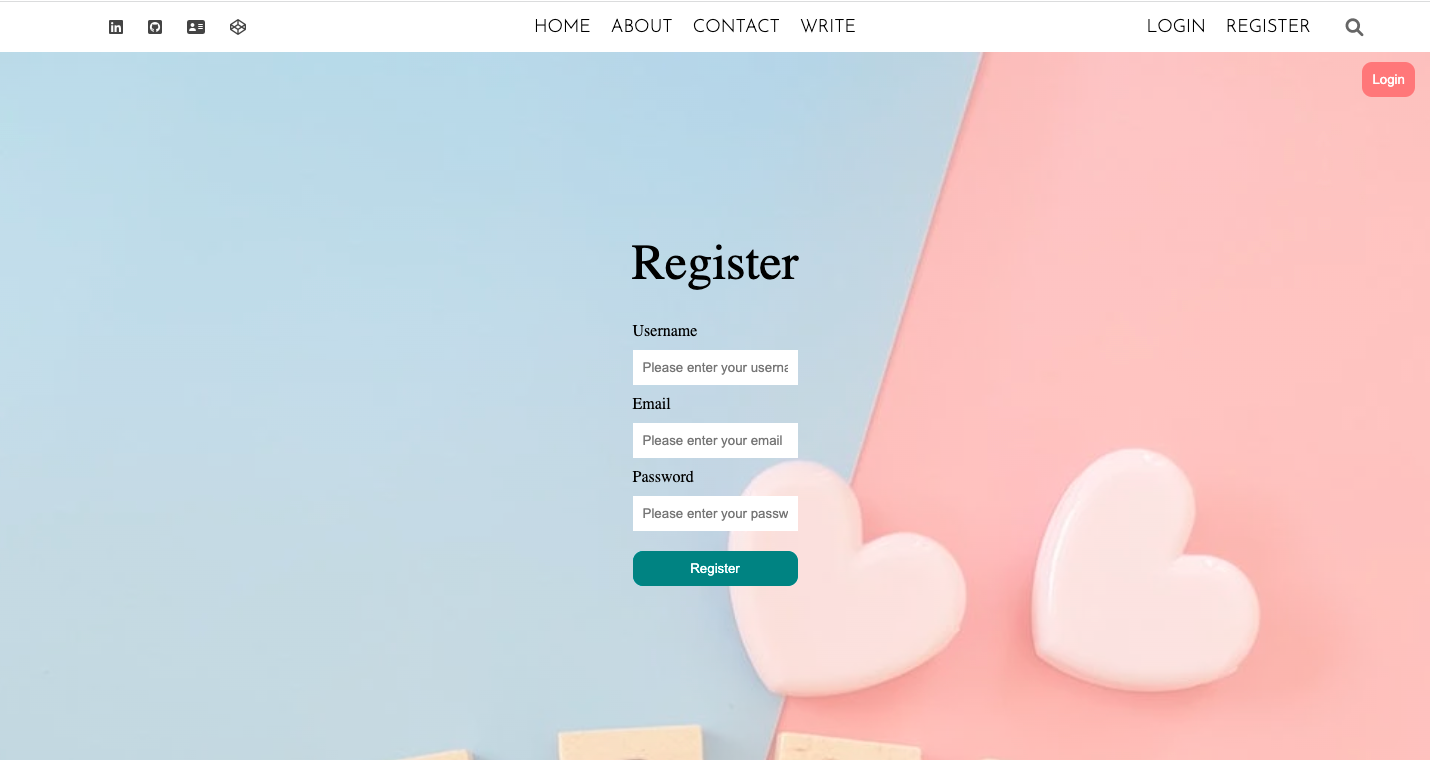 HOME ABOUT CONTACT WRITE LOGIN REGISTER
Login
Register
Username
Please enter your userna
Email
Please enter your email
Password
Please enter your passw
Register